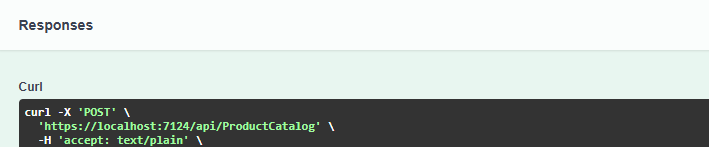 Responses
Curl
curl -X 'POST' \
'https://localhost:7124/api/ProductCatalog' \
-H 'accept: text/plain' \